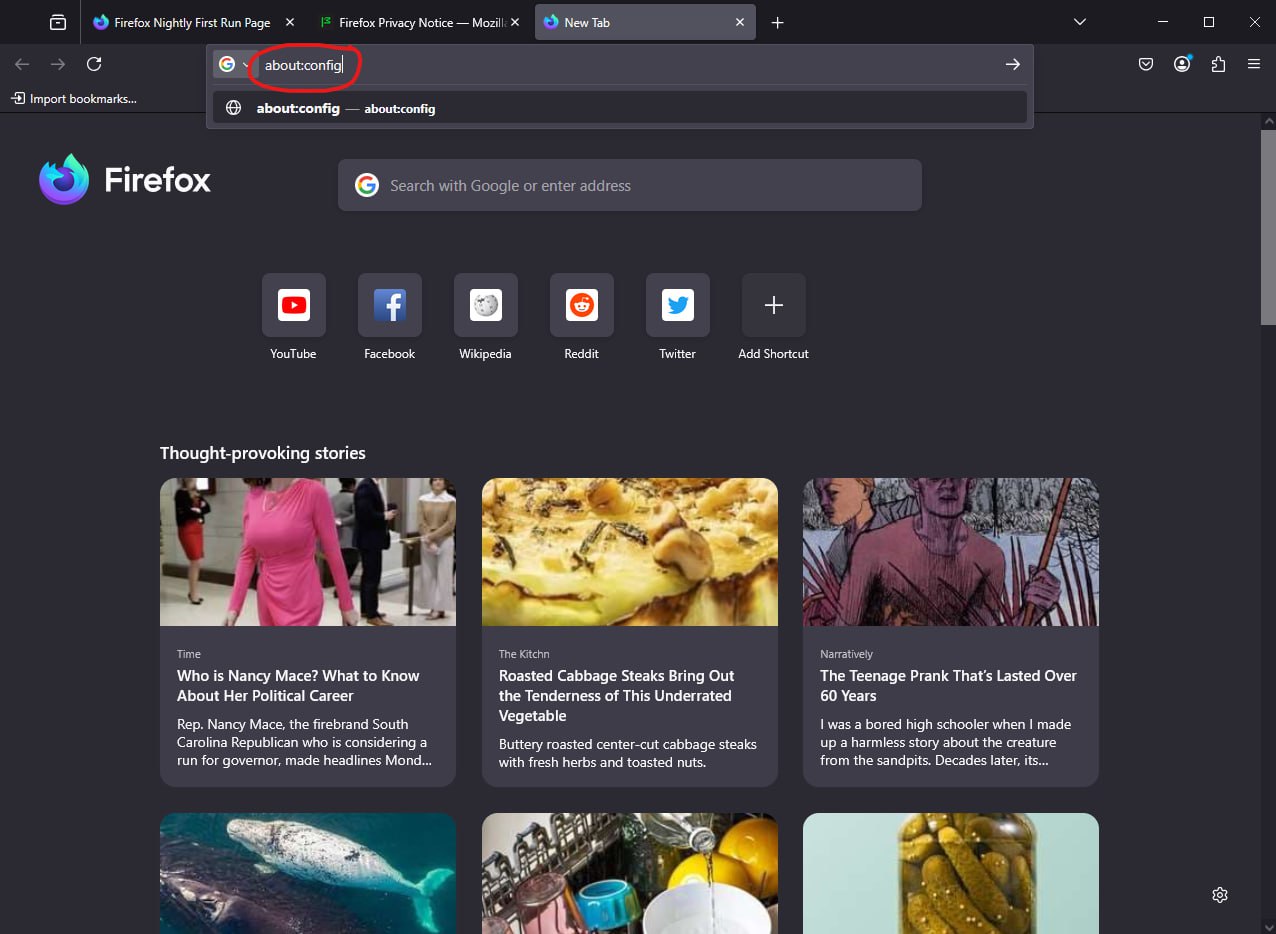 Firefox Nightly First Run Page
Firefox Privacy Notice — Mozill
New Tab
about:config
Import bookmarks...
about:config — about:config
Firefox
Search with Google or enter address
YouTube
Facebook
Wikipedia
Reddit
Twitter
Add Shortcut
Thought-provoking stories
Time
Who is Nancy Mace? What to Know
About Her Political Career
Rep. Nancy Mace, the firebrand South
Carolina Republican who is considering a
run for governor, made headlines Mond...
The Kitchn
Roasted Cabbage Steaks Bring Out
the Tenderness of This Underrated
Vegetable
Buttery roasted center-cut cabbage steaks
with fresh herbs and toasted nuts.
Narratively
The Teenage Prank That's Lasted Over
60 Years
I was a bored high schooler when I made
up a harmless story about the creature
from the sandpits. Decades later, its...